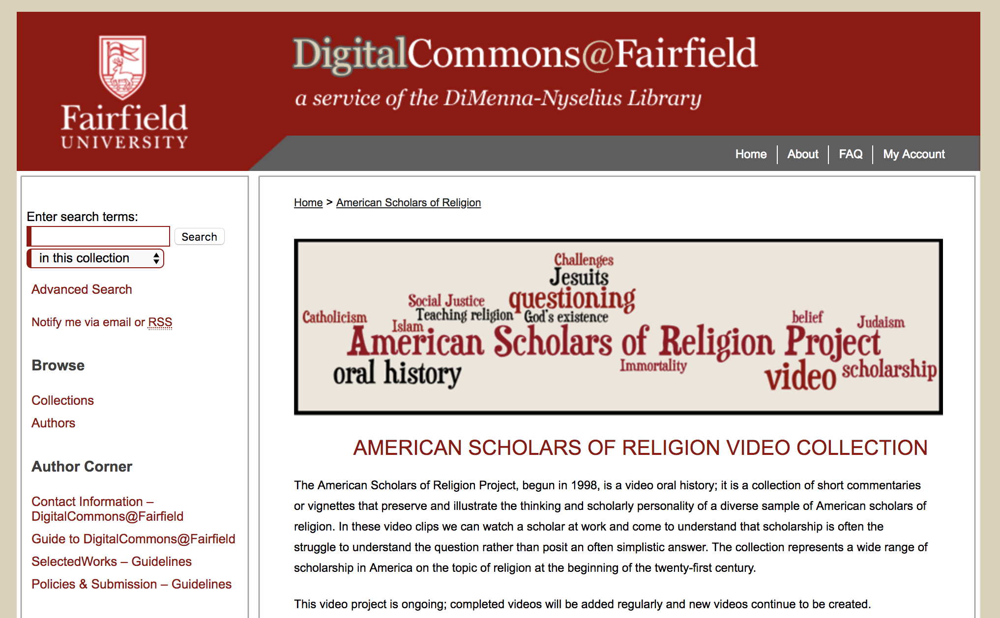 Fairfield
UNIVERSITY
DigitalCommons@Fairfield
a service of the DiMenna-Nyselius Library
Home
About
FAQ
My Account
Enter search terms:
Search
in this collection
Advanced Search
Notify me via email or RSS
Browse
Collections
Authors
Author Corner
Contact Information –
DigitalCommons@Fairfield
Guide to DigitalCommons@Fairfield
SelectedWorks – Guidelines
Policies & Submission – Guidelines
Home > American Scholars of Religion
Challenges
Jesuits
Social Justice
questioning
Catholicism
Teaching religion
God's existence
belief
Judaism
Islam
American Scholars of Religion Project
oral history
Immortality
video
scholarship
AMERICAN SCHOLARS OF RELIGION VIDEO COLLECTION
The American Scholars of Religion Project, begun in 1998, is a video oral history; it is a collection of short commentaries
or vignettes that preserve and illustrate the thinking and scholarly personality of a diverse sample of American scholars of
religion. In these video clips we can watch a scholar at work and come to understand that scholarship is often the
struggle to understand the question rather than posit an often simplistic answer. The collection represents a wide range of
scholarship in America on the topic of religion at the beginning of the twenty-first century.
This video project is ongoing; completed videos will be added regularly and new videos continue to be created.